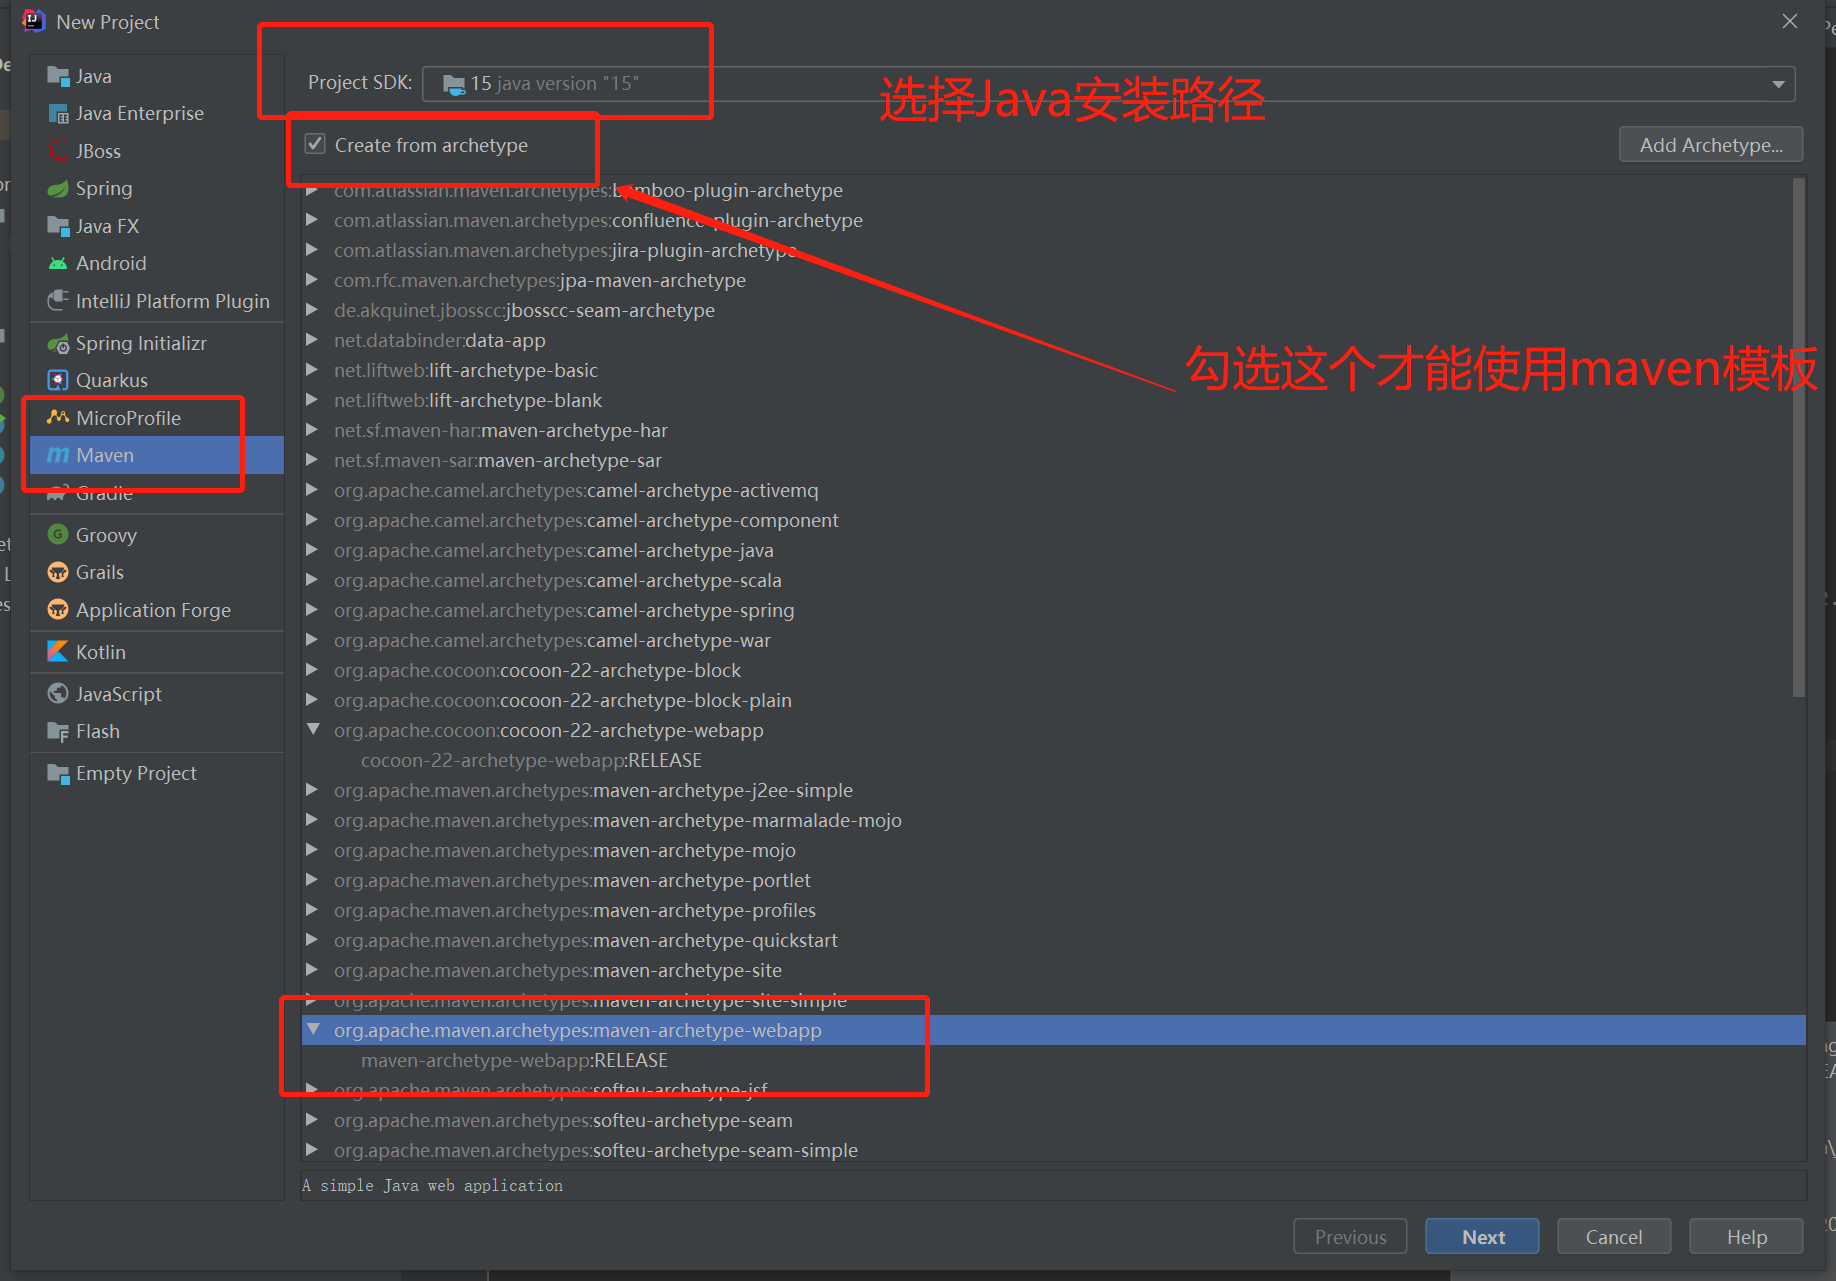 New Project
Java
Java Enterprise
JBoss
Spring
Java FX
Android
IntelliJ Platform Plugin
Spring Initializr
Quarkus
MicroProfile
Maven
Gradle
Groovy
Grails
Application Forge
Kotlin
JavaScript
Flash
Empty Project
Project SDK: 15 java version "15"
选择Java安装路径
Create from archetype
Add Archetype...
com.atlassian.maven.archetypes:bamboo-plugin-archetype
com.atlassian.maven.archetypes:confluence-plugin-archetype
com.atlassian.maven.archetypes:jira-plugin-archetype
com.rfc.maven.archetypes:jpa-maven-archetype
de.akquinet.jbosscc:jbosscc-seam-archetype
net.databinder:data-app
勾选这个才能使用maven模板
net.liftweb:lift-archetype-basic
net.liftweb:lift-archetype-blank
net.sf.maven-har:maven-archetype-har
net.sf.maven-sar:maven-archetype-sar
org.apache.camel.archetypes:camel-archetype-activemq
org.apache.camel.archetypes:camel-archetype-component
org.apache.camel.archetypes:camel-archetype-java
org.apache.camel.archetypes:camel-archetype-scala
org.apache.camel.archetypes:camel-archetype-spring
org.apache.camel.archetypes:camel-archetype-war
org.apache.cocoon:cocoon-22-archetype-block
org.apache.cocoon:cocoon-22-archetype-block-plain
org.apache.cocoon:cocoon-22-archetype-webapp
cocoon-22-archetype-webapp:RELEASE
org.apache.maven.archetypes:maven-archetype-j2ee-simple
org.apache.maven.archetypes:maven-archetype-marmalade-mojo
org.apache.maven.archetypes:maven-archetype-mojo
org.apache.maven.archetypes:maven-archetype-portlet
org.apache.maven.archetypes:maven-archetype-profiles
org.apache.maven.archetypes:maven-archetype-quickstart
org.apache.maven.archetypes:maven-archetype-site
org.apache.maven.archetypes:maven-archetype-site-simple
org.apache.maven.archetypes:maven-archetype-webapp
maven-archetype-webapp:RELEASE
org.apache.maven.archetypes:softeu-archetype-jsf
org.apache.maven.archetypes:softeu-archetype-seam
org.apache.maven.archetypes:softeu-archetype-seam-simple
A simple Java web application
Previous
Next
Cancel
Help